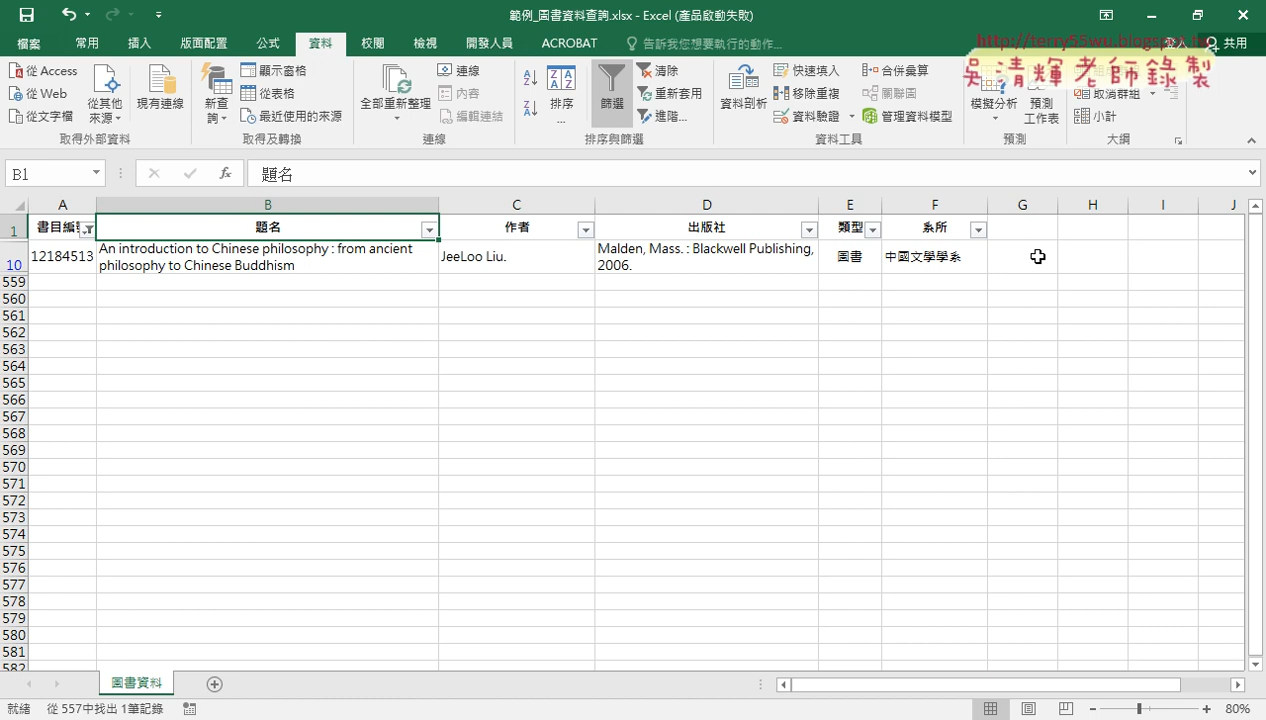 範例_圖書資料查詢.xlsx - Excel (產品啟動失敗)
檔案 常用 插入 版面配置 公式 資料 校閱 檢視 開發人員 ACROBAT 告訴我您想要執行的動作... 登入 共用
http://terry55wu.blogspot.tw
吳清輝老師錄製
從 Access
從 Web
從文字檔
從其他來源
現有連線
取得外部資料
新查詢
顯示窗格
從表格
最近使用的來源
取得及轉換
全部重新整理
連線
內容
編輯連結
連線
排序...
篩選
清除
重新套用
進階...
排序與篩選
資料剖析
快速填入
移除重複
資料驗證
合併彙算
關聯圖
管理資料模型
資料工具
模擬分析
預測工作表
預測
取消群組
小計
大綱
B1 fx 題名
A B C D E F G H I J
1 書目編號 題名 作者 出版社 類型 系所
10 12184513 An introduction to Chinese philosophy : from ancient philosophy to Chinese Buddhism JeeLoo Liu. Malden, Mass. : Blackwell Publishing, 2006. 圖書 中國文學學系
559
560
561
562
563
564
565
566
567
568
569
570
571
572
573
574
575
576
577
578
579
580
581
582
圖書資料
就緒 從 557中找出 1筆記錄 80%